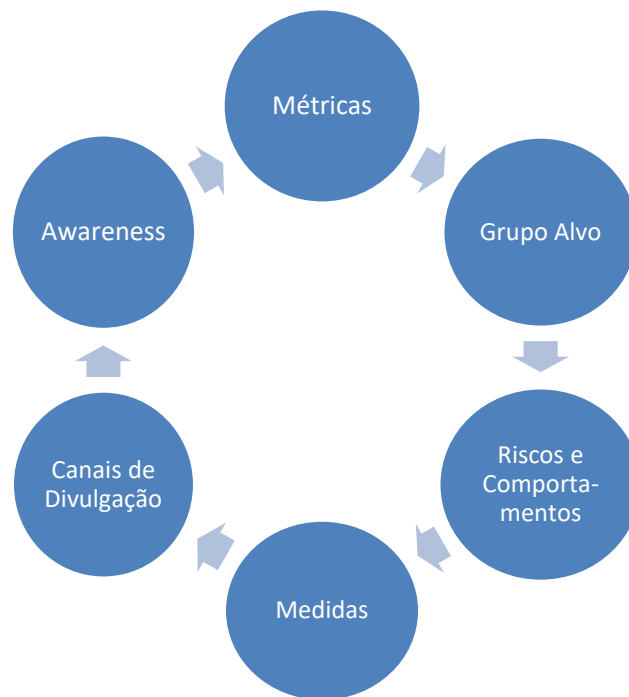 Métricas
Grupo Alvo
Riscos e
Comporta-
mentos
Medidas
Canais de
Divulgação
Awareness